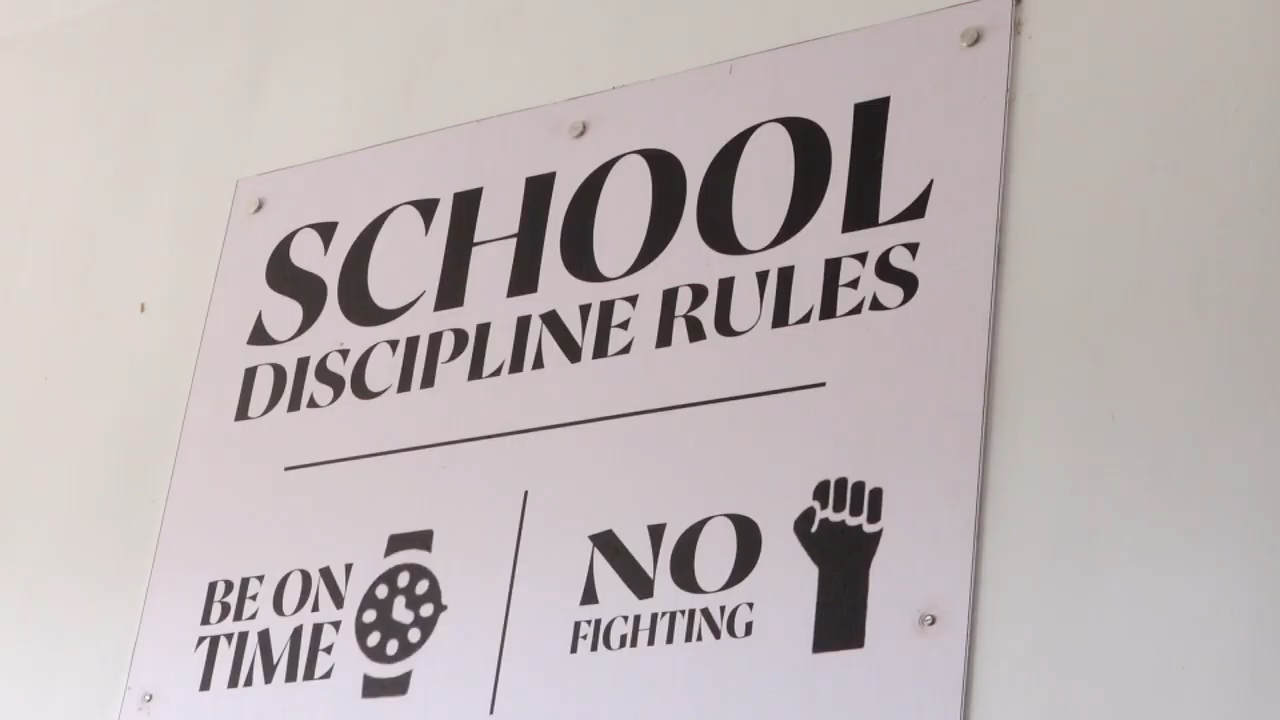 SCHOOL
DISCIPLINE RULES
BE ON
TIME
NO
FIGHTING